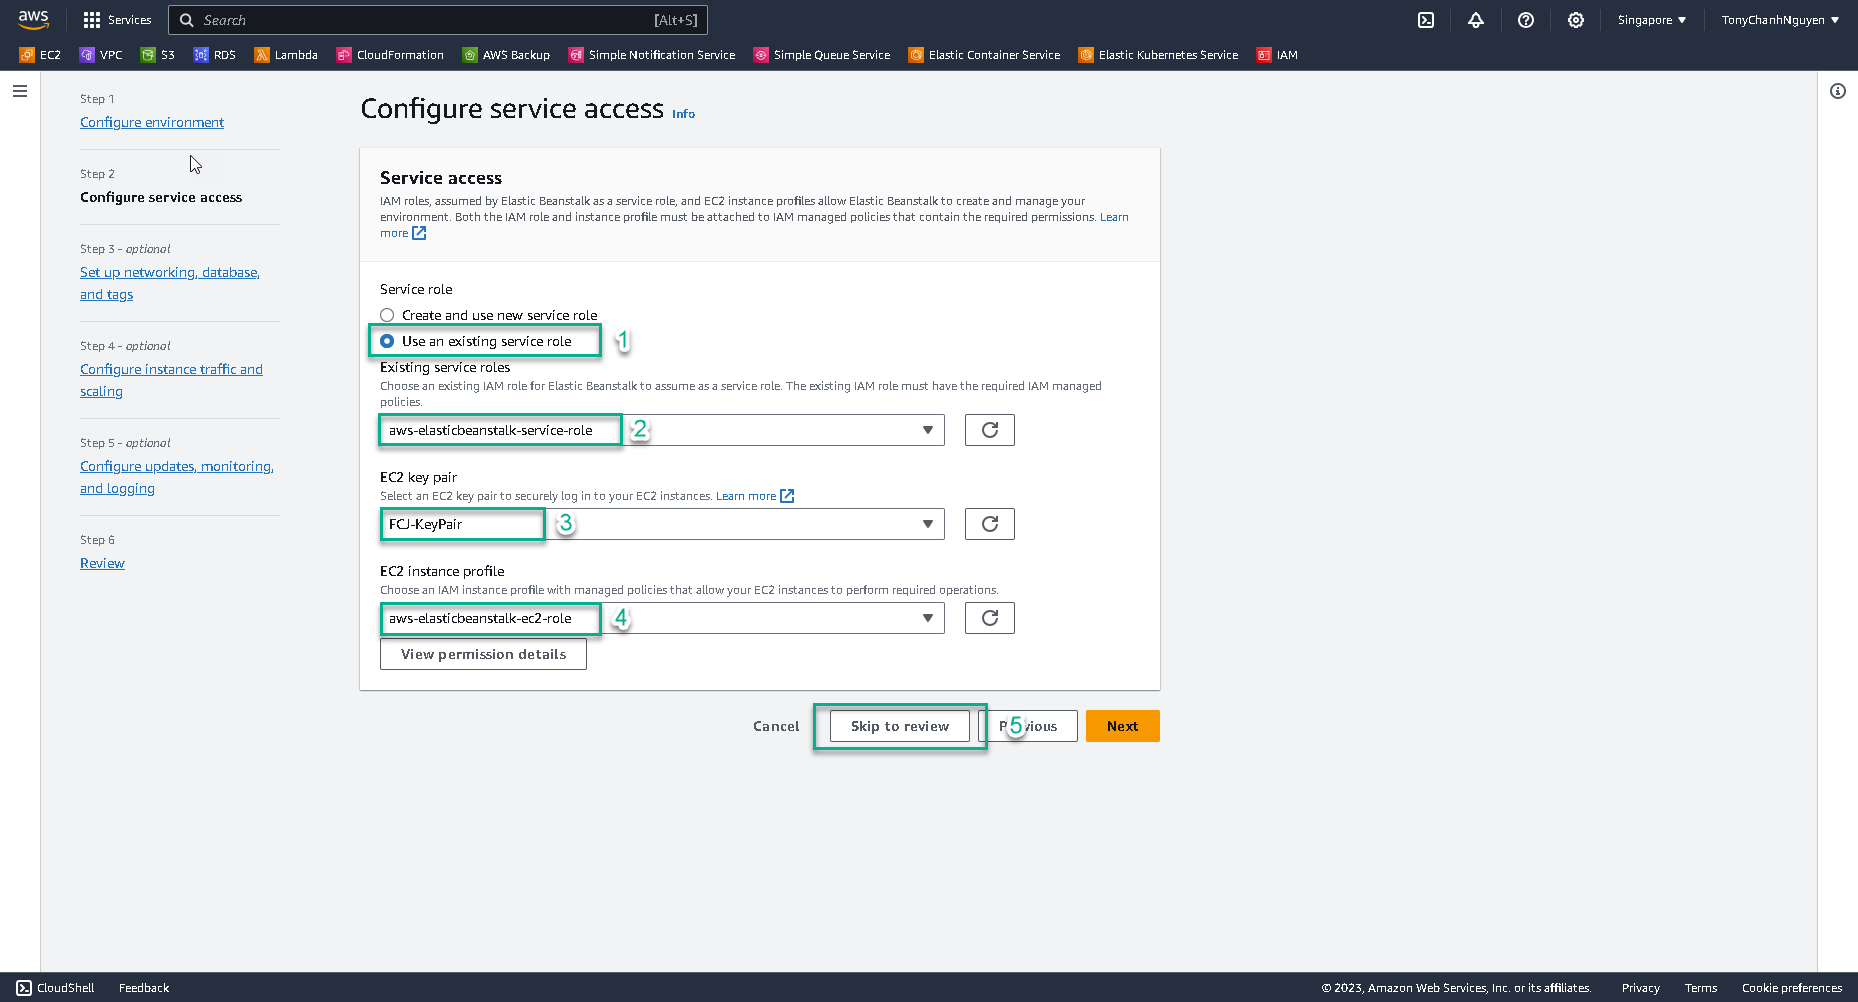 aws
Services
Search
[Alt+S]
Singapore
TonyChanhNguyen
EC2
VPC
S3
RDS
Lambda
CloudFormation
AWS Backup
Simple Notification Service
Simple Queue Service
Elastic Container Service
Elastic Kubernetes Service
IAM
Step 1
Configure environment
Step 2
Configure service access
Step 3 - optional
Set up networking, database,
and tags
Step 4 - optional
Configure instance traffic and
scaling
Step 5 - optional
Configure updates, monitoring,
and logging
Step 6
Review
Configure service access Info
Service access
IAM roles, assumed by Elastic Beanstalk as a service role, and EC2 instance profiles allow Elastic Beanstalk to create and manage your
environment. Both the IAM role and instance profile must be attached to IAM managed policies that contain the required permissions. Learn
more
Service role
Create and use new service role
Use an existing service role
1
Existing service roles
Choose an existing IAM role for Elastic Beanstalk to assume as a service role. The existing IAM role must have the required IAM managed
policies.
aws-elasticbeanstalk-service-role
2
EC2 key pair
Select an EC2 key pair to securely log in to your EC2 instances. Learn more
FCJ-KeyPair
3
EC2 instance profile
Choose an IAM instance profile with managed policies that allow your EC2 instances to perform required operations.
aws-elasticbeanstalk-ec2-role
4
View permission details
Cancel
Skip to review
5
Next
CloudShell
Feedback
© 2023, Amazon Web Services, Inc. or its affiliates.
Privacy
Terms
Cookie preferences